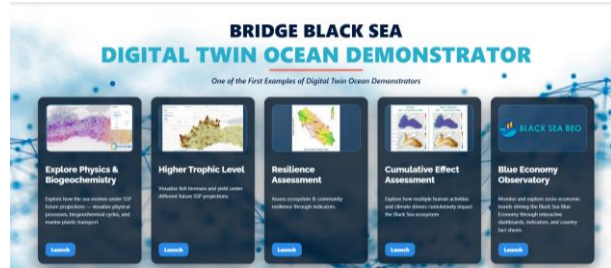 BRIDGE BLACK SEA
DIGITAL TWIN OCEAN DEMONSTRATOR
One of the First Examples of Digital Twin Ocean Demonstrators
Explore Physics &
Biogeochemistry
Explore how the sea evolves under SSP
future projections — visualize physical
processes, biogeochemical cycles, and
marine plastic transport.
Launch
Higher Trophic Level
Visualize fish biomass and yield under
different future SSP projections.
Launch
Resilience
Assessment
Assess ecosystem & community
resilience through indicators.
Launch
Cumulative Effect
Assessment
Explore how multiple human activities
and climate drivers cumulatively impact
the Black Sea ecosystem
Launch
BLACK SEA BEO
Blue Economy
Observatory
Monitor and explore socio-economic
trends driving the Black Sea Blue
Economy through interactive
dashboards, indicators, and country
fact sheets
Launch